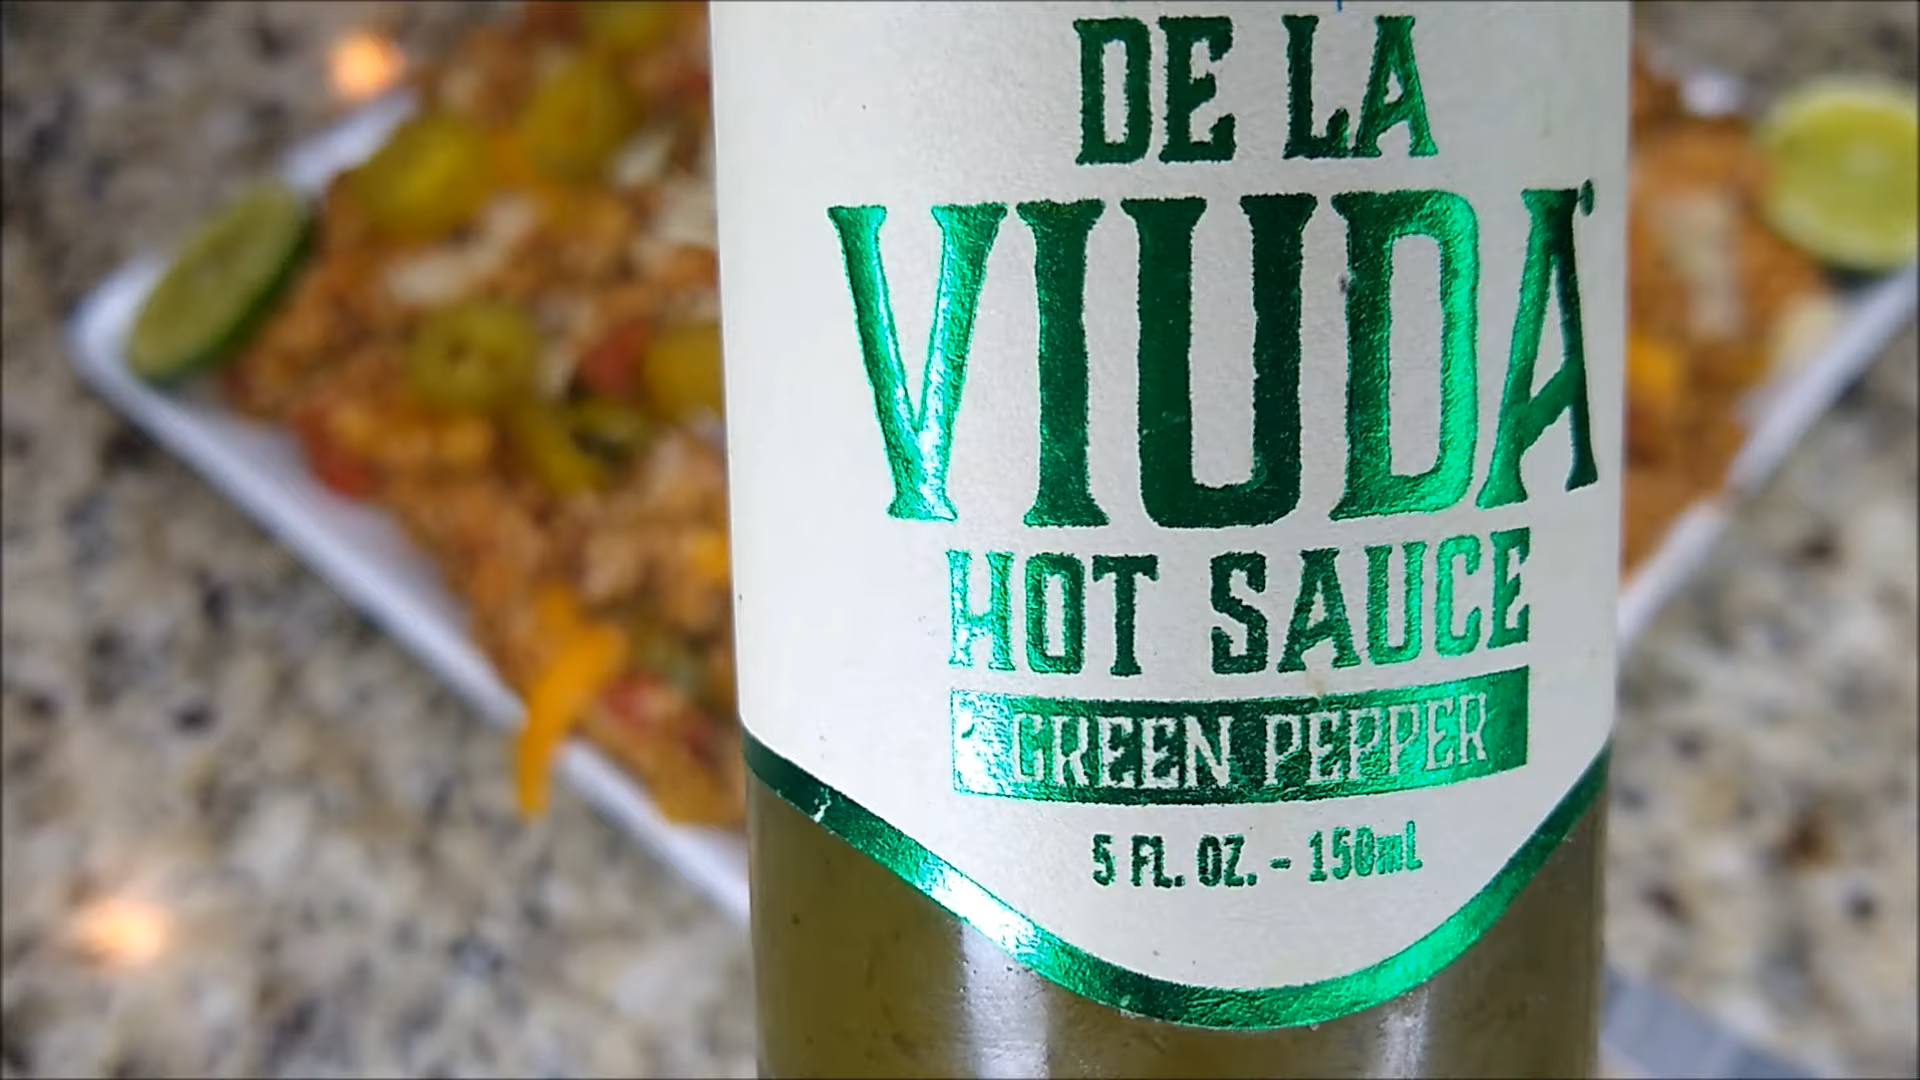 DE LA
VIUDA®
HOT SAUCE
GREEN PEPPER
5 FL. OZ. - 150mL